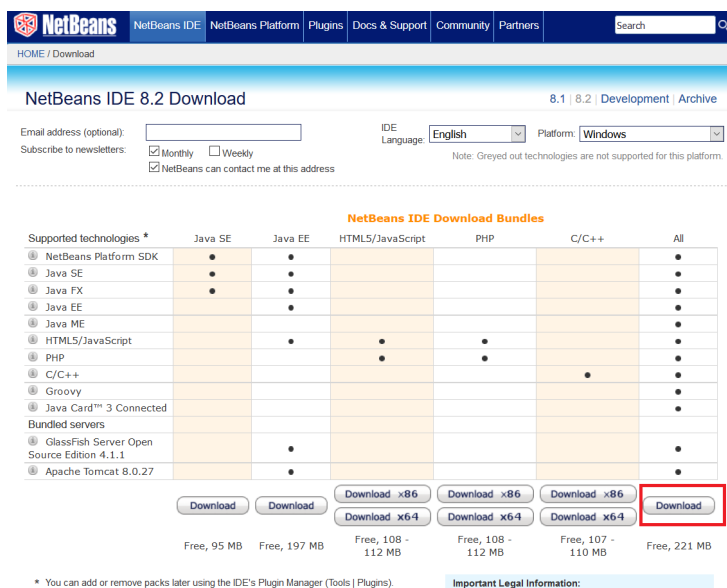 NetBeans
NetBeans IDE NetBeans Platform Plugins Docs & Support Community Partners Search
HOME / Download
NetBeans IDE 8.2 Download
8.1 | 8.2 | Development | Archive
Email address (optional):
IDE Language: English Platform: Windows
Subscribe to newsletters: Monthly Weekly
Note: Greyed out technologies are not supported for this platform.
NetBeans can contact me at this address
NetBeans IDE Download Bundles
Supported technologies * Java SE Java EE HTML5/JavaScript PHP C/C++ All
NetBeans Platform SDK • • •
Java SE • • •
Java FX • • •
Java EE • •
Java ME •
HTML5/JavaScript • • • •
PHP • • •
C/C++ • •
Groovy •
Java Card™ 3 Connected •
Bundled servers
GlassFish Server Open
Source Edition 4.1.1 • •
Apache Tomcat 8.0.27 • •
Download Download Download x86 Download x86 Download x86 Download
Download x64 Download x64 Download x64
Free, 95 MB Free, 197 MB Free, 108 - 112 MB Free, 108 - 112 MB Free, 107 - 110 MB Free, 221 MB
* You can add or remove packs later using the IDE's Plugin Manager (Tools | Plugins).
Important Legal Information: